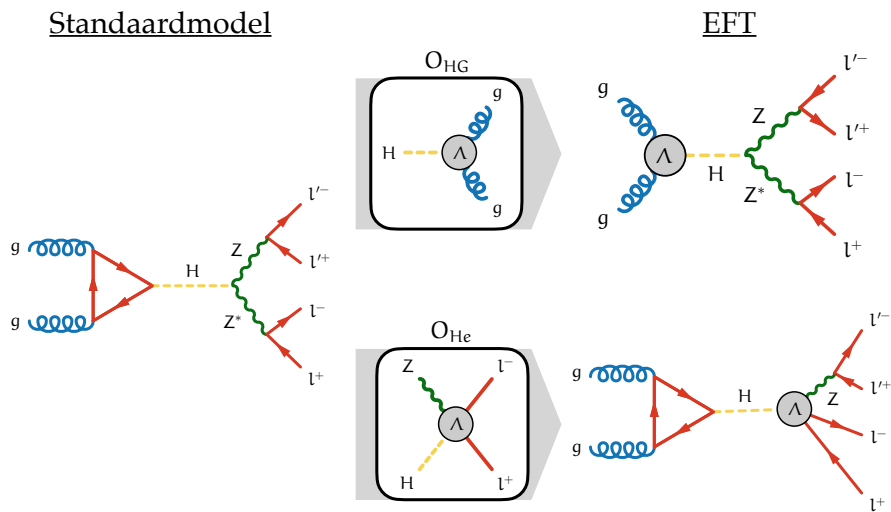 Standaardmodel
EFT
O_HG
g
H
Λ
g
g
g
Λ
H
Z
Z*
l′−
l′+
l−
l+
g
g
H
Z
Z*
l′−
l′+
l−
l+
O_He
Z
l−
Λ
H
l+
g
g
H
Λ
Z
l′−
l′+
l−
l+